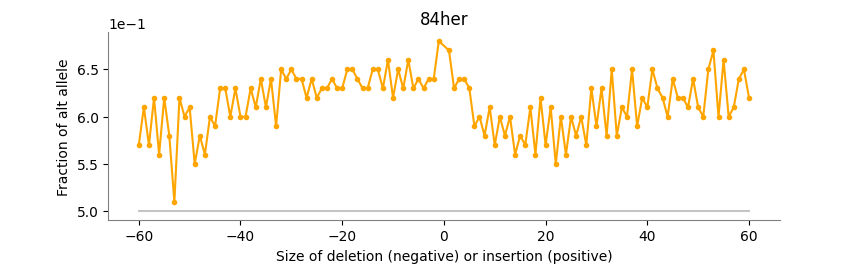 84her
1e−1
6.5
6.0
5.5
5.0
Fraction of alt allele
−60 −40 −20 0 20 40 60
Size of deletion (negative) or insertion (positive)